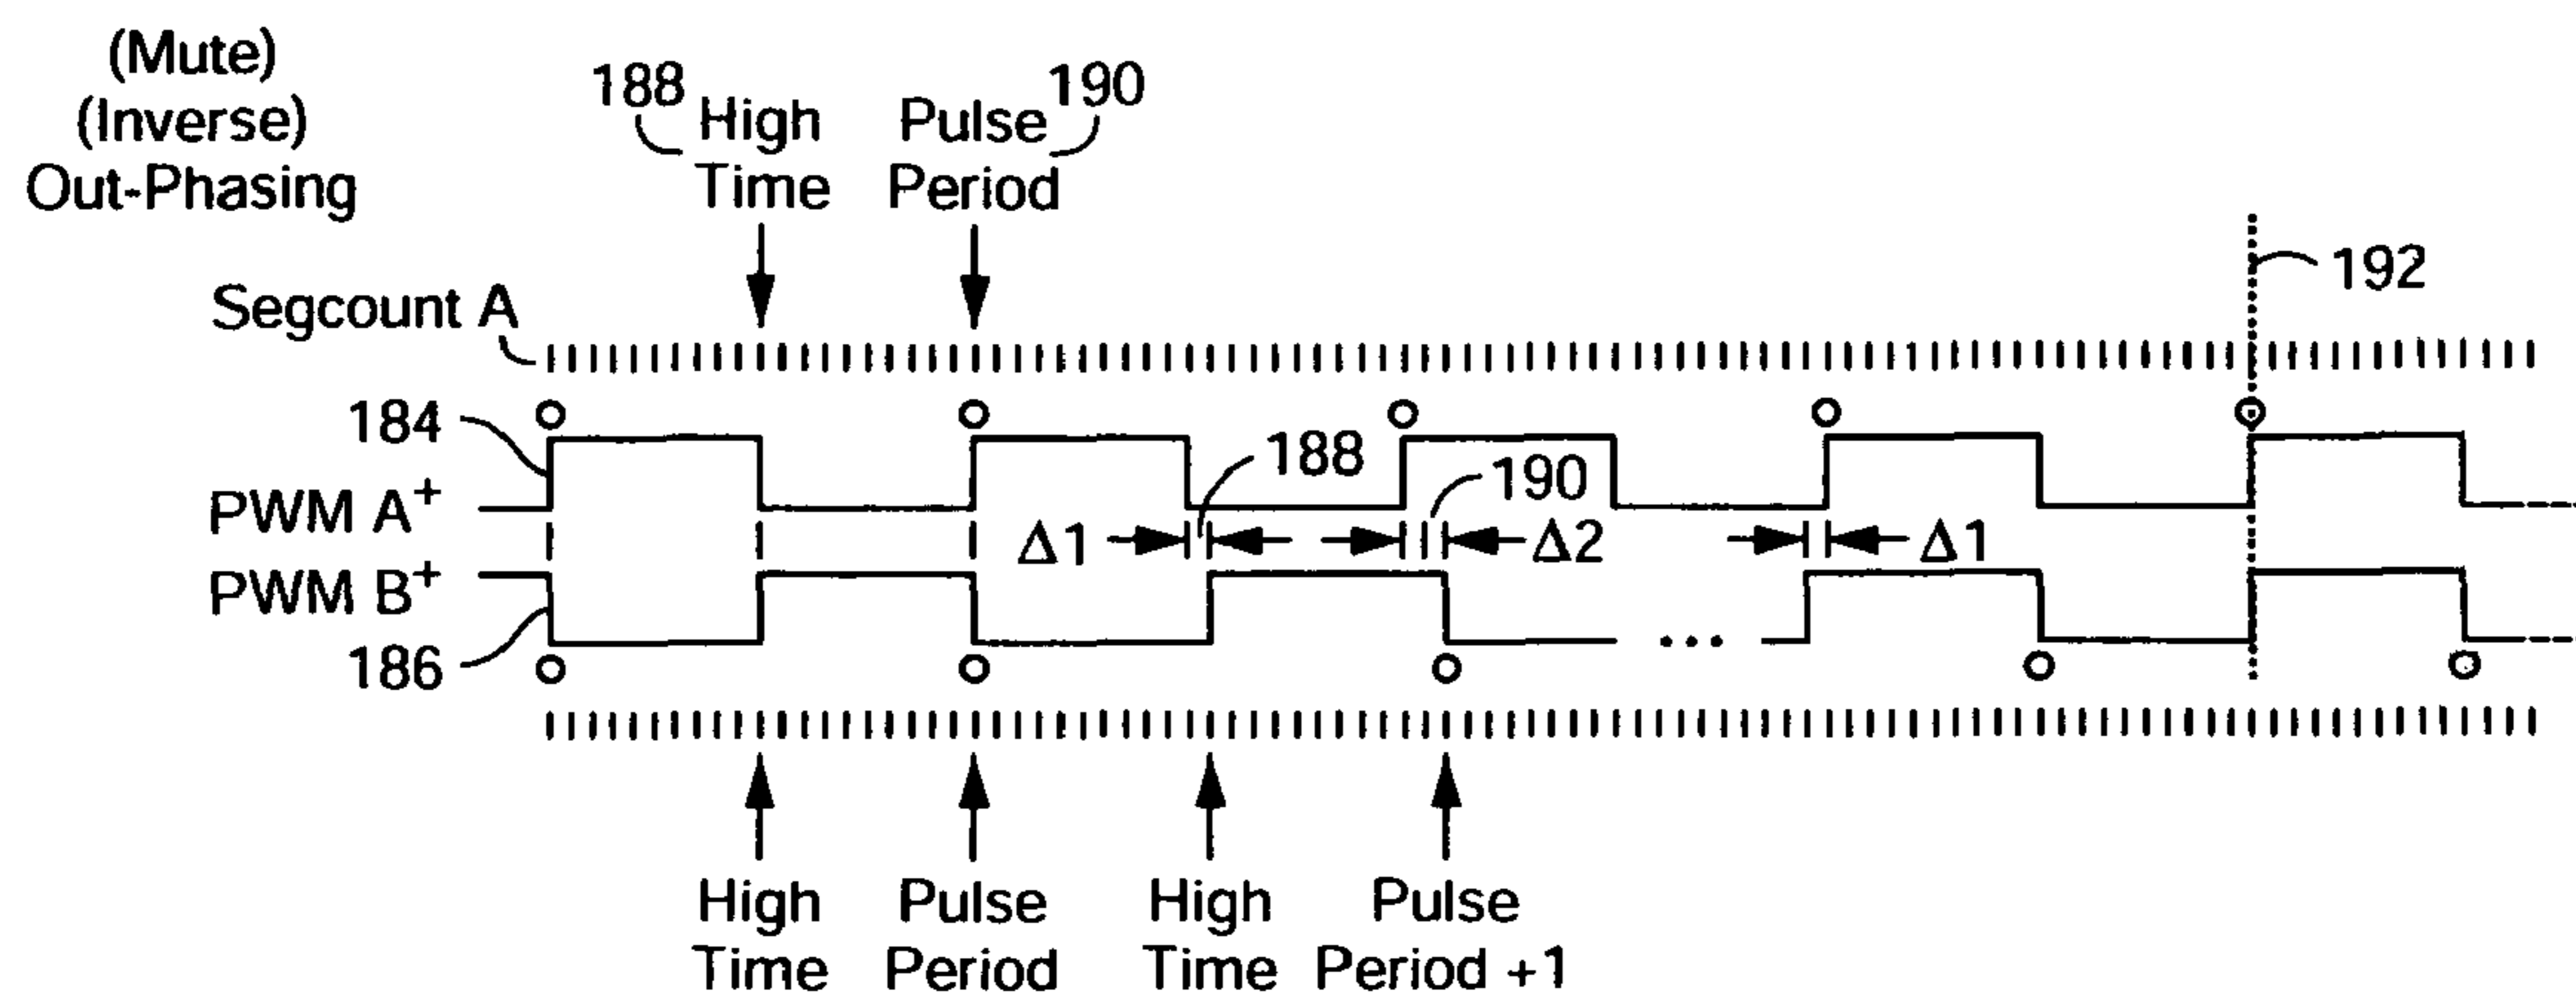 (Mute)
(Inverse)
Out-Phasing
188
High
Time
Pulse
Period
190
192
Segcount A
184
188
190
PWM A+
Δ1
Δ2
Δ1
PWM B+
...
186
High
Time
Pulse
Period
High
Time
Pulse
Period +1